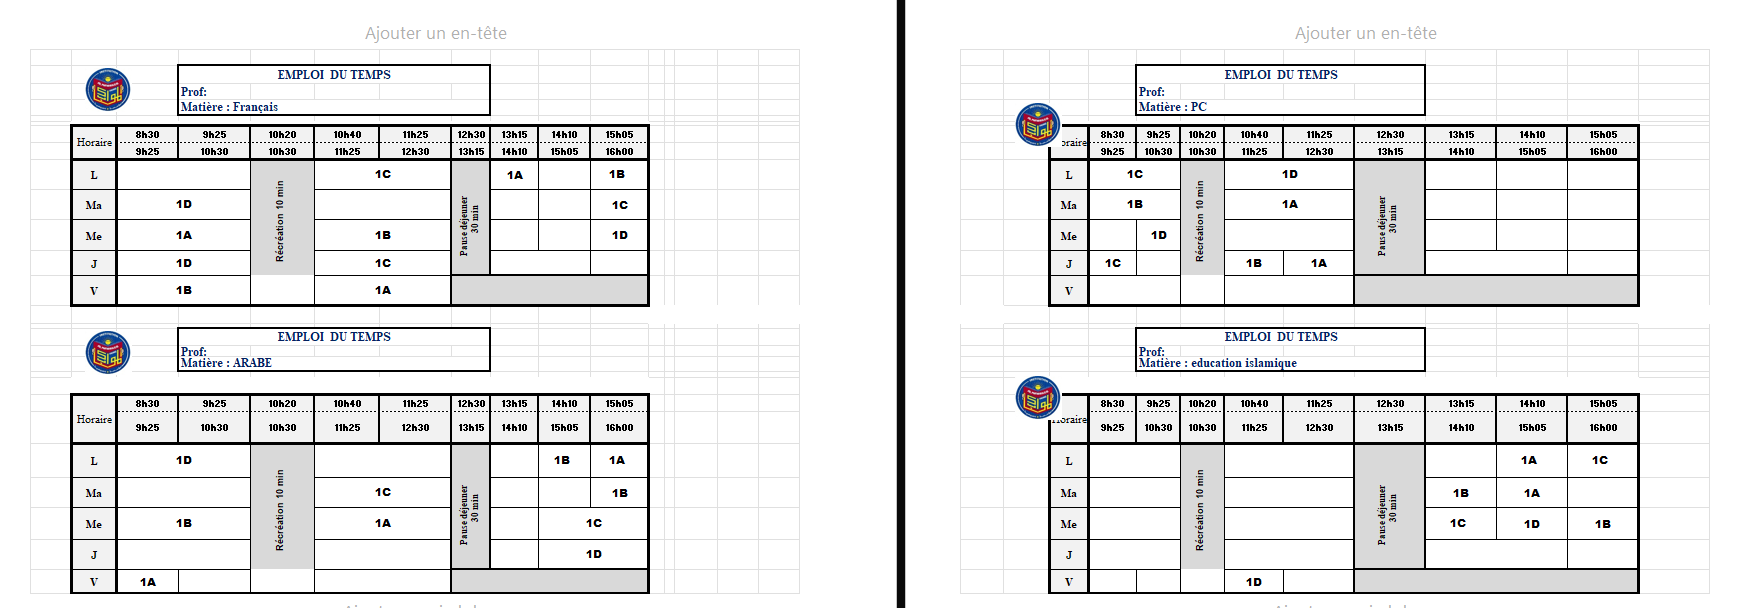 Ajouter un en-tête
EMPLOI DU TEMPS
Prof:
Matière : Français
Horaire 8h30 9h25 10h20 10h40 11h25 12h30 13h15 14h10 15h05
9h25 10h30 10h30 11h25 12h30 13h15 14h10 15h05 16h00
Récréation 10 min
Pause déjeuner
30 min
L 1C 1A 1B
Ma 1D 1C
Me 1A 1B 1D
J 1D 1C
V 1B 1A
EMPLOI DU TEMPS
Prof:
Matière : ARABE
Horaire 8h30 9h25 10h20 10h40 11h25 12h30 13h15 14h10 15h05
9h25 10h30 10h30 11h25 12h30 13h15 14h10 15h05 16h00
Récréation 10 min
Pause déjeuner
30 min
L 1D 1B 1A
Ma 1C 1B
Me 1B 1A 1C
J 1D
V 1A
Ajouter un en-tête
EMPLOI DU TEMPS
Prof:
Matière : PC
oraire 8h30 9h25 10h20 10h40 11h25 12h30 13h15 14h10 15h05
9h25 10h30 10h30 11h25 12h30 13h15 14h10 15h05 16h00
Récréation 10 min
Pause déjeuner
30 min
L 1C 1D
Ma 1B 1A
Me 1D
J 1C 1B 1A
V
EMPLOI DU TEMPS
Prof:
Matière : education islamique
Horaire 8h30 9h25 10h20 10h40 11h25 12h30 13h15 14h10 15h05
9h25 10h30 10h30 11h25 12h30 13h15 14h10 15h05 16h00
Récréation 10 min
Pause déjeuner
30 min
L 1A 1C
Ma 1B 1A
Me 1C 1D 1B
J
V 1D